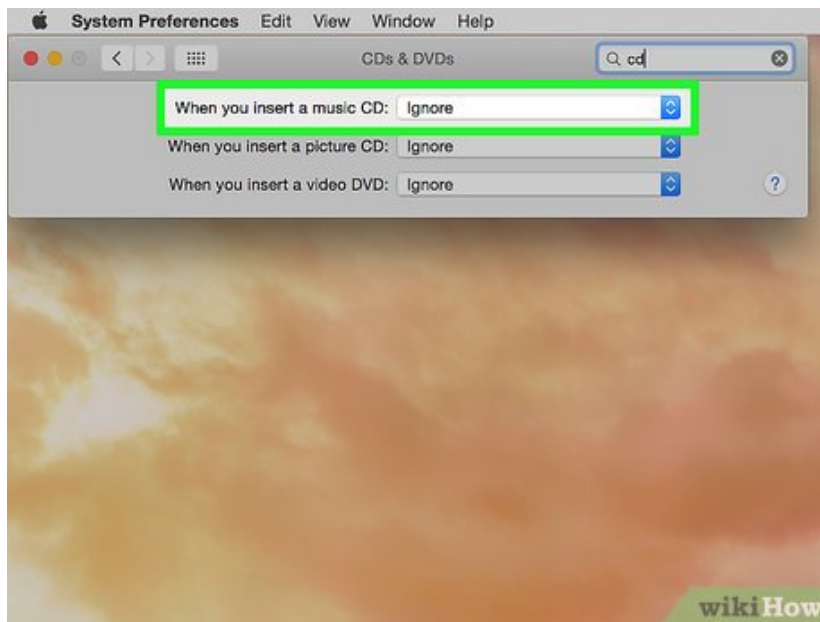 System Preferences Edit View Window Help
CDs & DVDs
cd
When you insert a music CD: Ignore
When you insert a picture CD: Ignore
When you insert a video DVD: Ignore
?
wikiHow